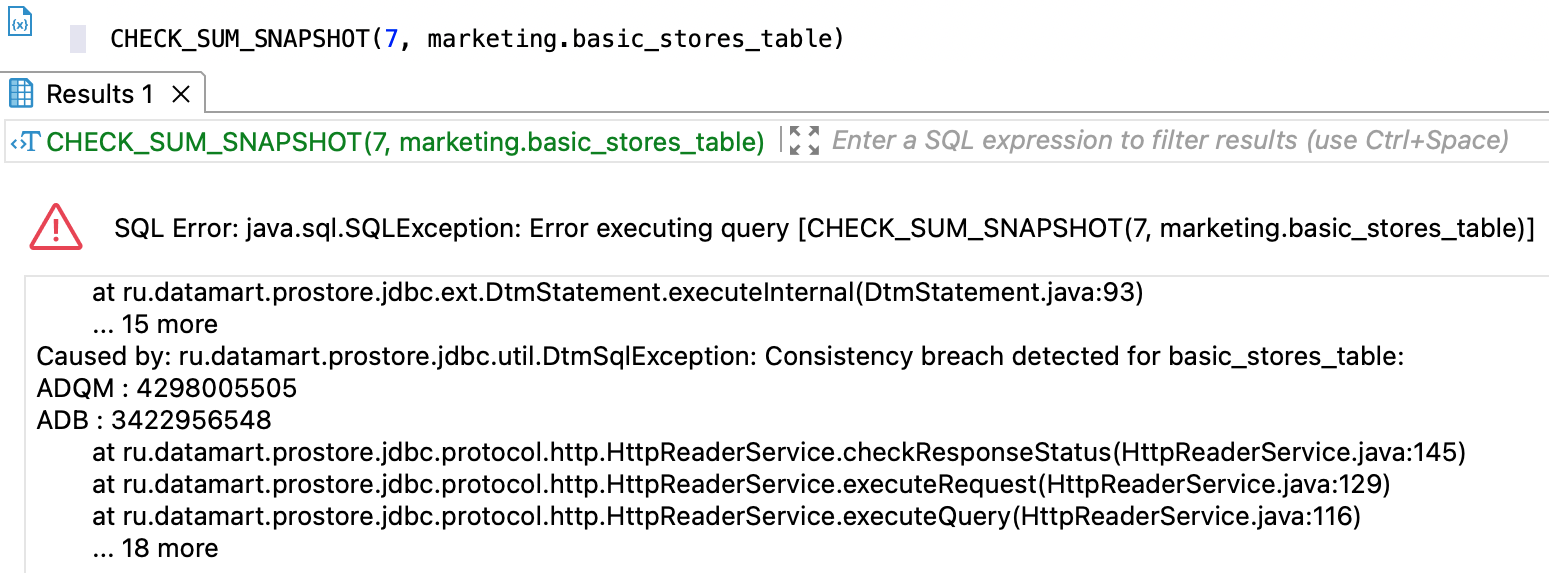 {x}
CHECK_SUM_SNAPSHOT(7, marketing.basic_stores_table)
Results 1
T CHECK_SUM_SNAPSHOT(7, marketing.basic_stores_table) Enter a SQL expression to filter results (use Ctrl+Space)
SQL Error: java.sql.SQLException: Error executing query [CHECK_SUM_SNAPSHOT(7, marketing.basic_stores_table)]
at ru.datamart.prostore.jdbc.ext.DtmStatement.executeInternal(DtmStatement.java:93)
... 15 more
Caused by: ru.datamart.prostore.jdbc.util.DtmSqlException: Consistency breach detected for basic_stores_table:
ADQM : 4298005505
ADB : 3422956548
at ru.datamart.prostore.jdbc.protocol.http.HttpReaderService.checkResponseStatus(HttpReaderService.java:145)
at ru.datamart.prostore.jdbc.protocol.http.HttpReaderService.executeRequest(HttpReaderService.java:129)
at ru.datamart.prostore.jdbc.protocol.http.HttpReaderService.executeQuery(HttpReaderService.java:116)
... 18 more